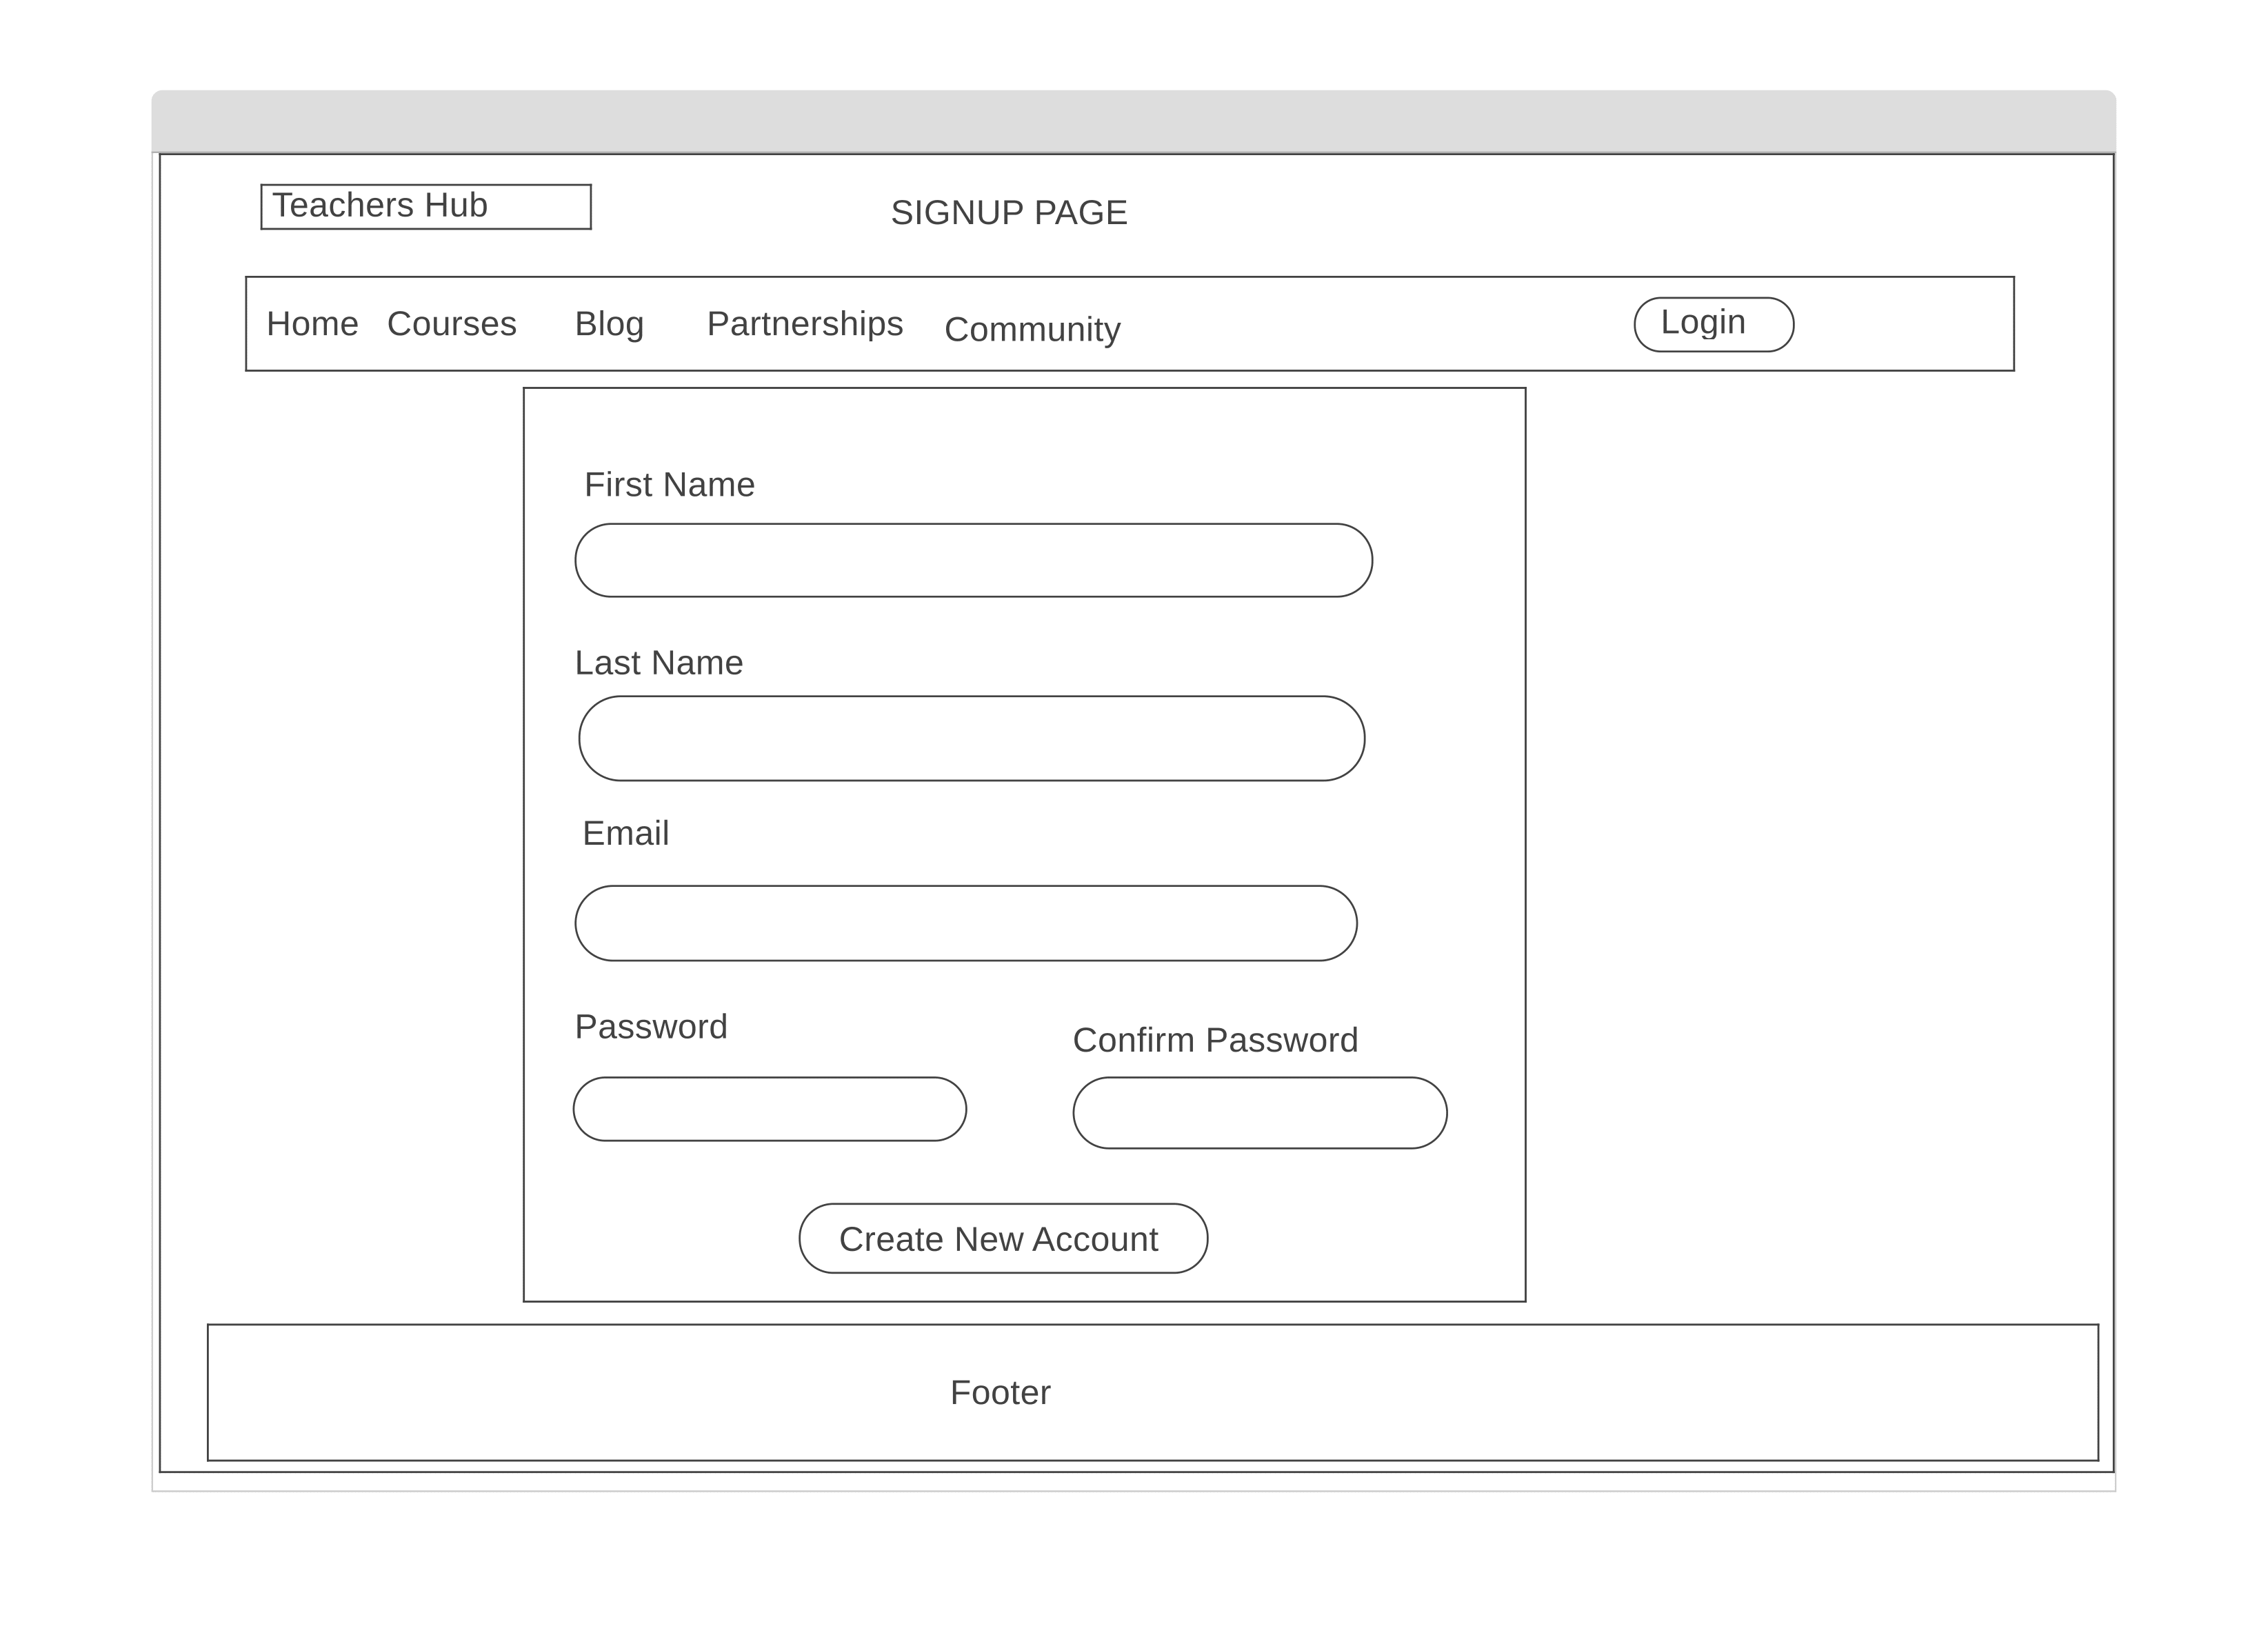 Teachers Hub
SIGNUP PAGE
Home Courses Blog Partnerships Community Login
First Name
Last Name
Email
Password Confirm Password
Create New Account
Footer